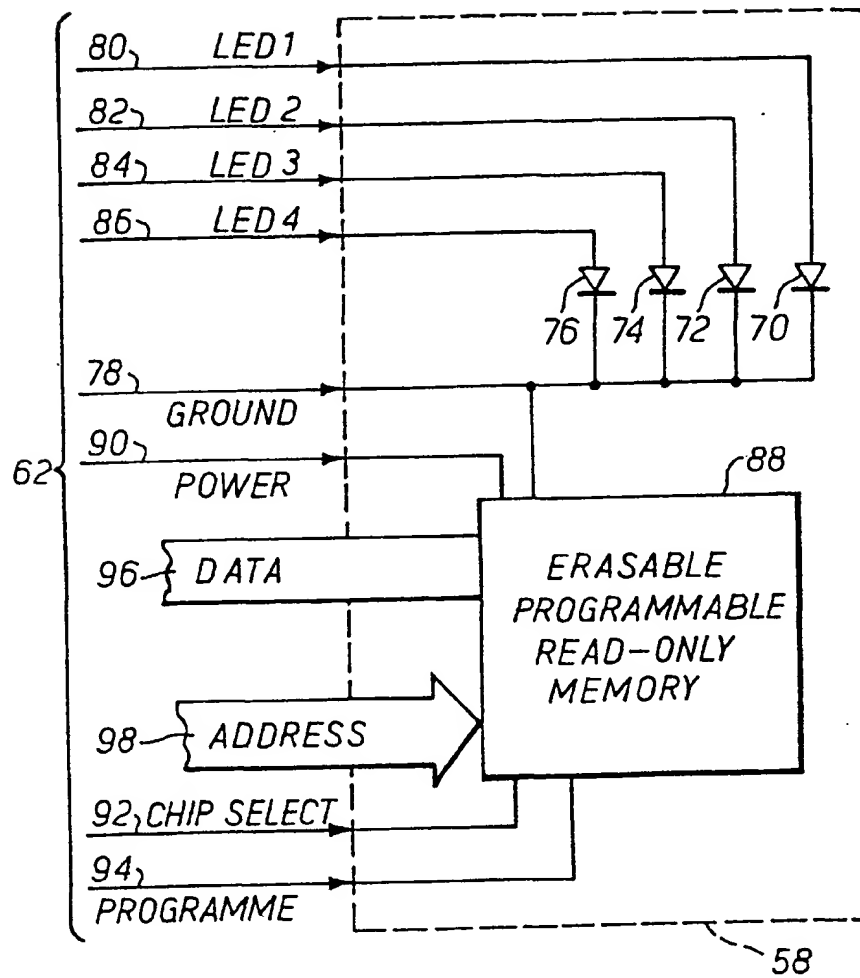 80 LED 1
82 LED 2
84 LED 3
86 LED 4
76 74 72 70
78
GROUND
90
62
POWER
88
96 DATA
ERASABLE
PROGRAMMABLE
READ-ONLY
MEMORY
98 ADDRESS
92 CHIP SELECT
94
PROGRAMME
58